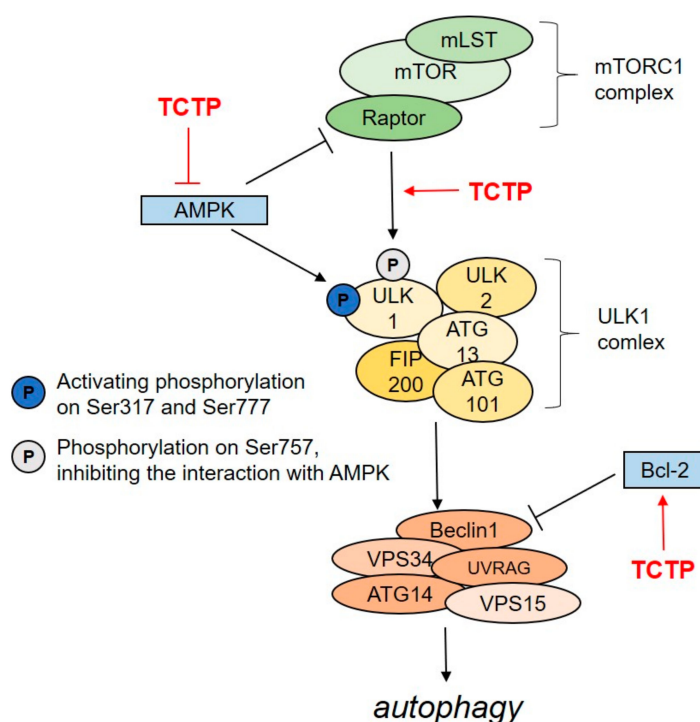 mLST
mTOR
Raptor
mTORC1
complex
TCTP
TCTP
AMPK
P
P
ULK
1
ULK
2
ATG
13
FIP
200
ATG
101
ULK1
comlex
P
Activating phosphorylation
on Ser317 and Ser777
P
Phosphorylation on Ser757,
inhibiting the interaction with AMPK
Bcl-2
TCTP
Beclin1
VPS34
UVRAG
ATG14
VPS15
autophagy